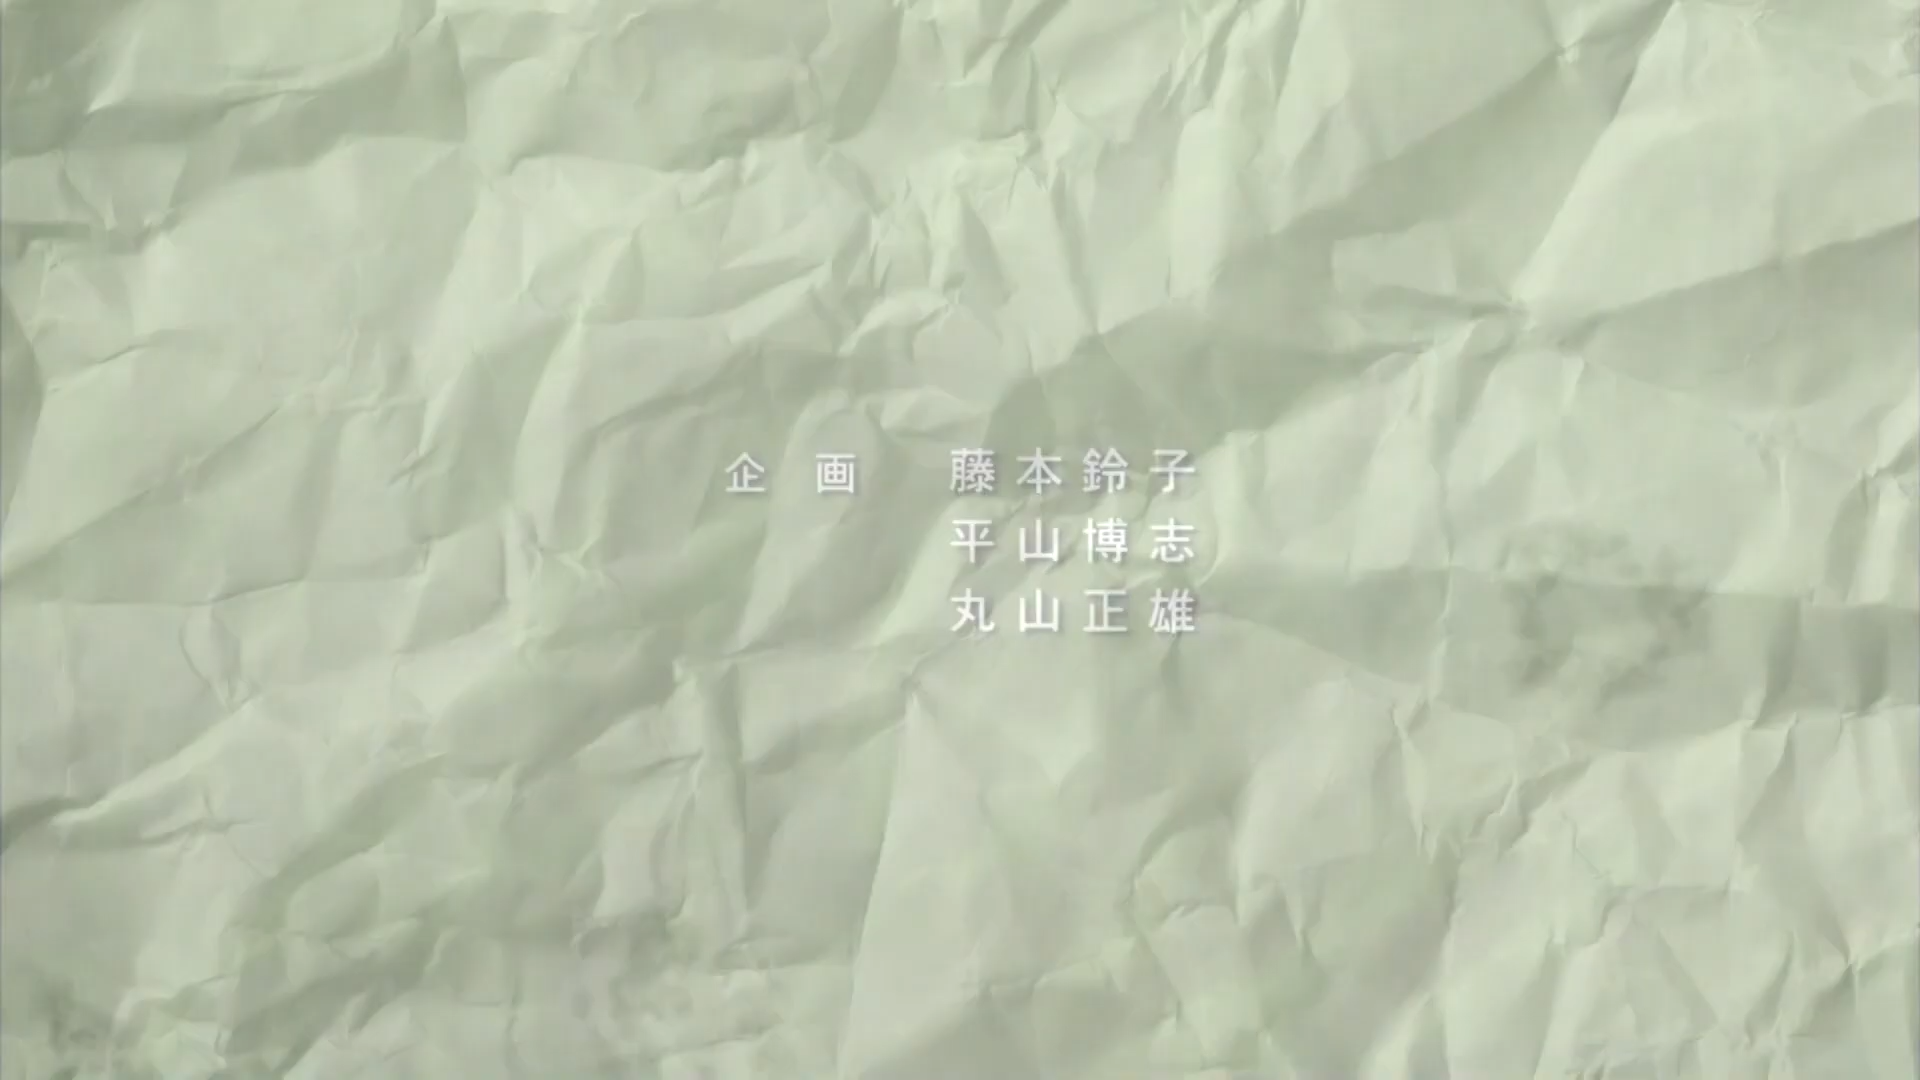 企　画　藤本鈴子
平山博志
丸山正雄